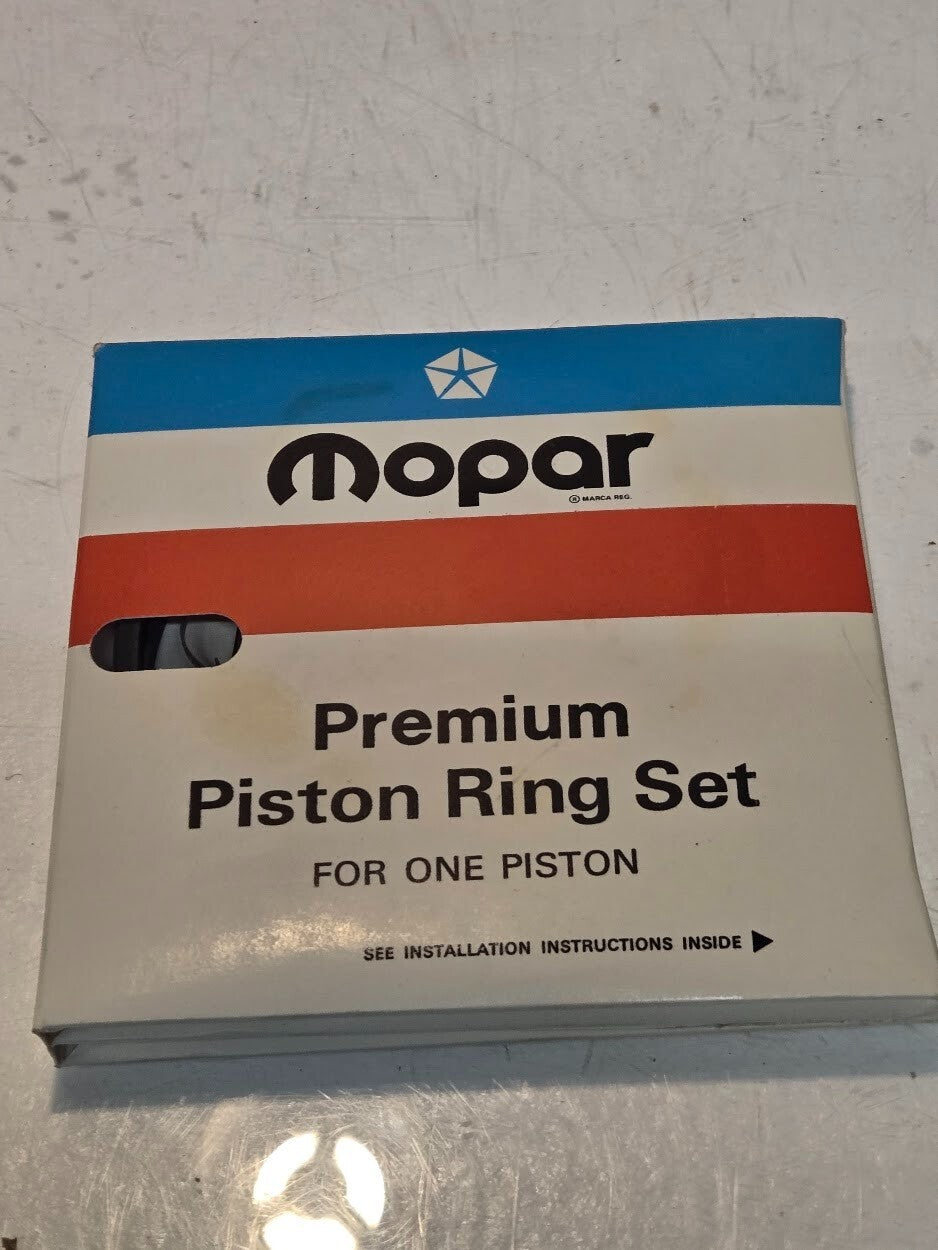 mopar
® MARCA REG.
Premium
Piston Ring Set
FOR ONE PISTON
SEE INSTALLATION INSTRUCTIONS INSIDE